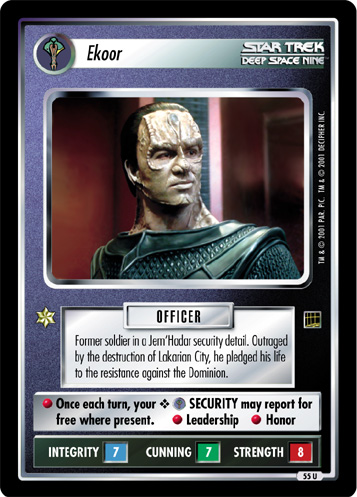 Ekoor
STAR TREK
DEEP SPACE NINE™
TM & © 2001 PAR. PIC. TM & © 2001 DECIPHER INC.
OFFICER
Former soldier in a Jem'Hadar security detail. Outraged
by the destruction of Lakarian City, he pledged his life
to the resistance against the Dominion.
• Once each turn, your ❖ SECURITY may report for
free where present. • Leadership • Honor
INTEGRITY 7 CUNNING 7 STRENGTH 8
55 U